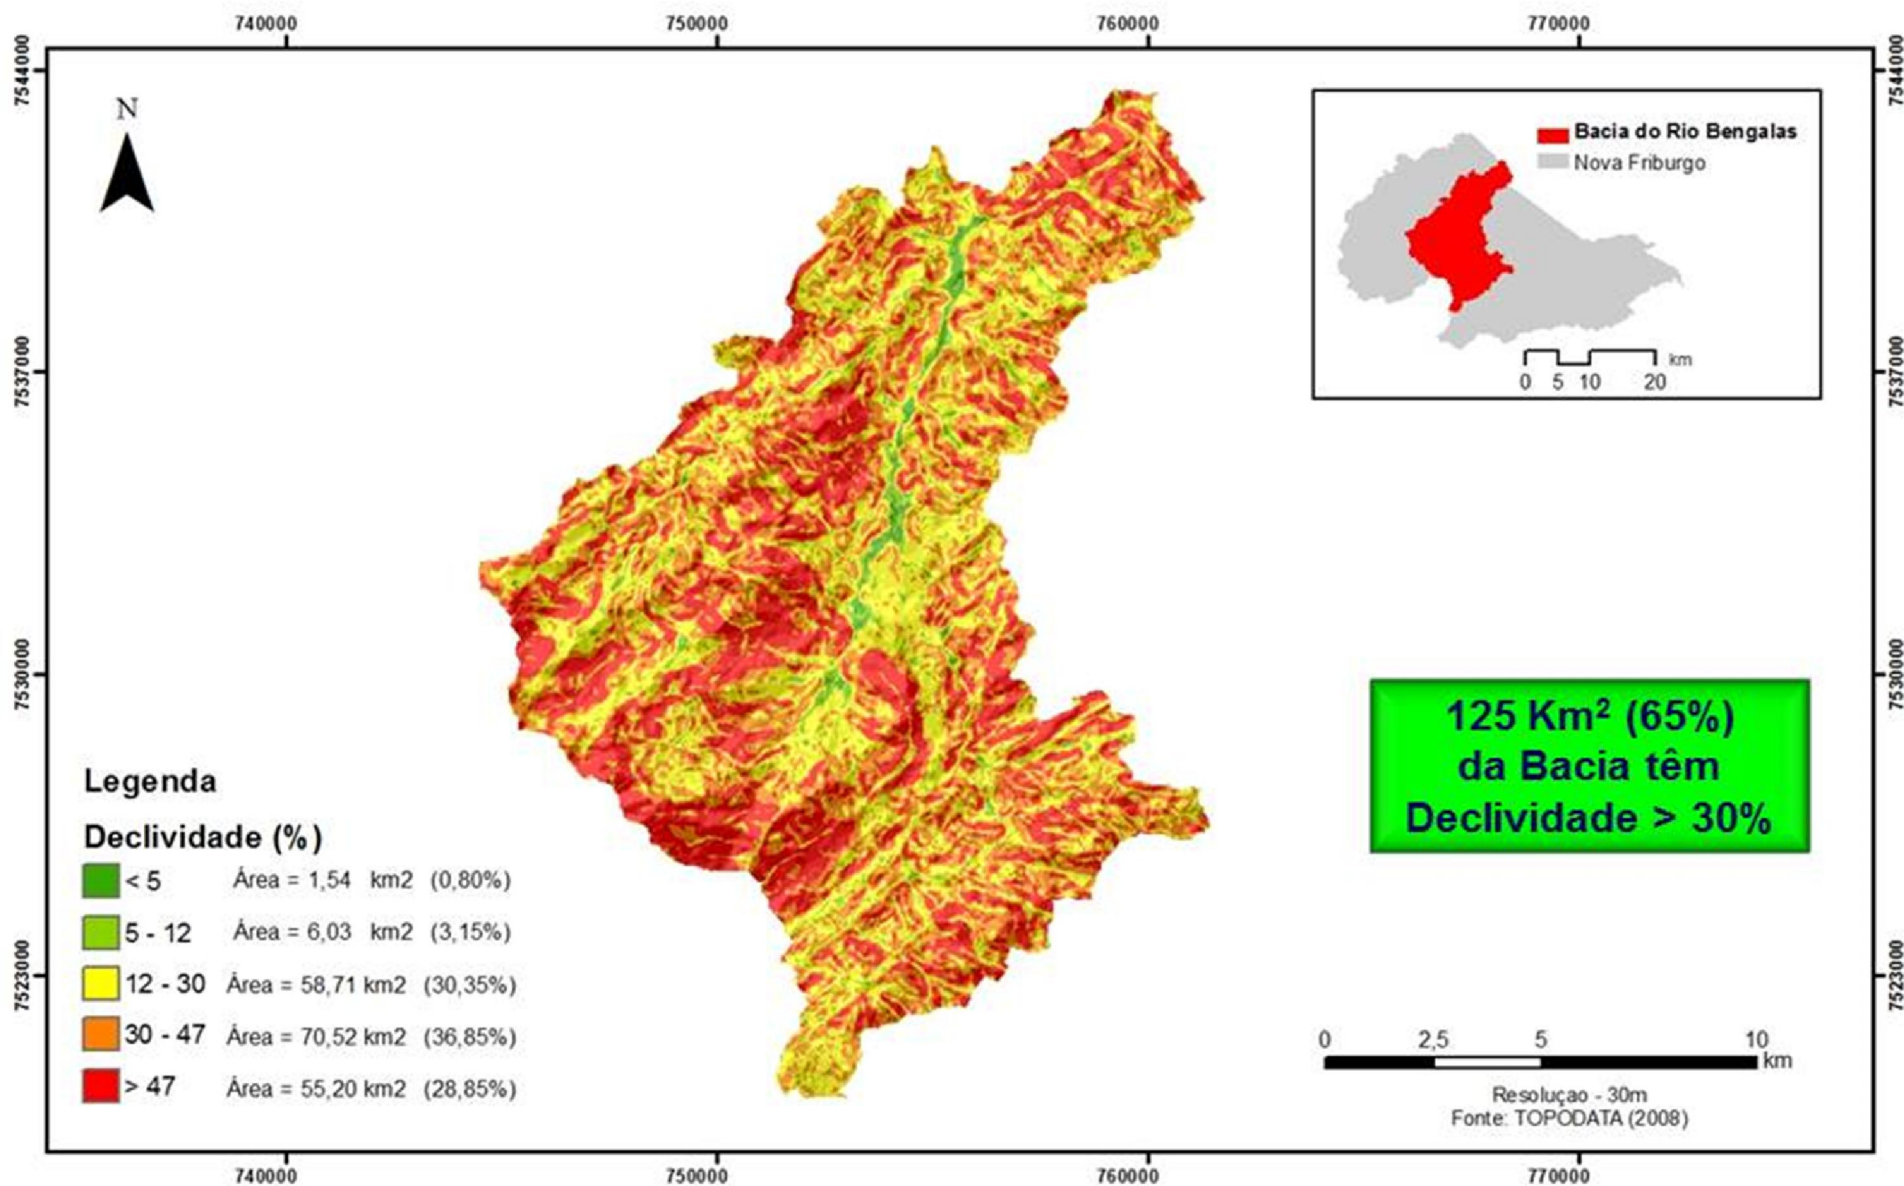 740000 750000 760000 770000
7544000 7544000
N
Bacia do Rio Bengalas
Nova Friburgo
km
0 5 10 20
7537000 7537000
7530000 7530000
125 Km² (65%)
da Bacia têm
Declividade > 30%
Legenda
Declividade (%)
< 5 Área = 1,54 km2 (0,80%)
5 - 12 Área = 6,03 km2 (3,15%)
12 - 30 Área = 58,71 km2 (30,35%)
30 - 47 Área = 70,52 km2 (36,85%)
> 47 Área = 55,20 km2 (28,85%)
7523000 7523000
0 2,5 5 10
km
Resoluçao - 30m
Fonte: TOPODATA (2008)
740000 750000 760000 770000